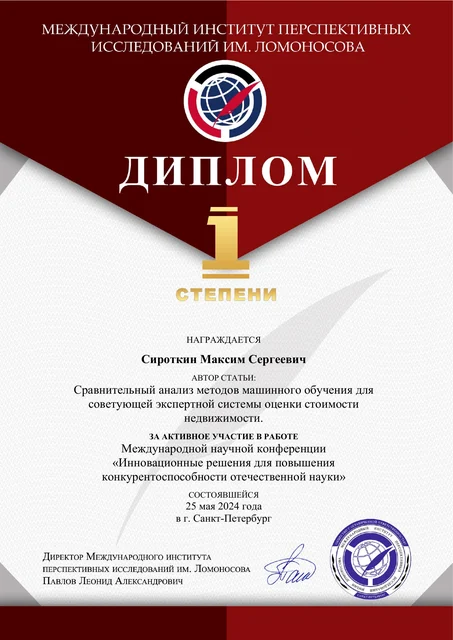 МЕЖДУНАРОДНЫЙ ИНСТИТУТ ПЕРСПЕКТИВНЫХ
ИССЛЕДОВАНИЙ ИМ. ЛОМОНОСОВА
ДИПЛОМ
1
СТЕПЕНИ
НАГРАЖДАЕТСЯ
Сироткин Максим Сергеевич
АВТОР СТАТЬИ:
Сравнительный анализ методов машинного обучения для
советующей экспертной системы оценки стоимости
недвижимости.
ЗА АКТИВНОЕ УЧАСТИЕ В РАБОТЕ
Международной научной конференции
«Инновационные решения для повышения
конкурентоспособности отечественной науки»
СОСТОЯВШЕЙСЯ
25 мая 2024 года
в г. Санкт-Петербург
Директор Международного института
перспективных исследований им. Ломоносова
Павлов Леонид Александрович